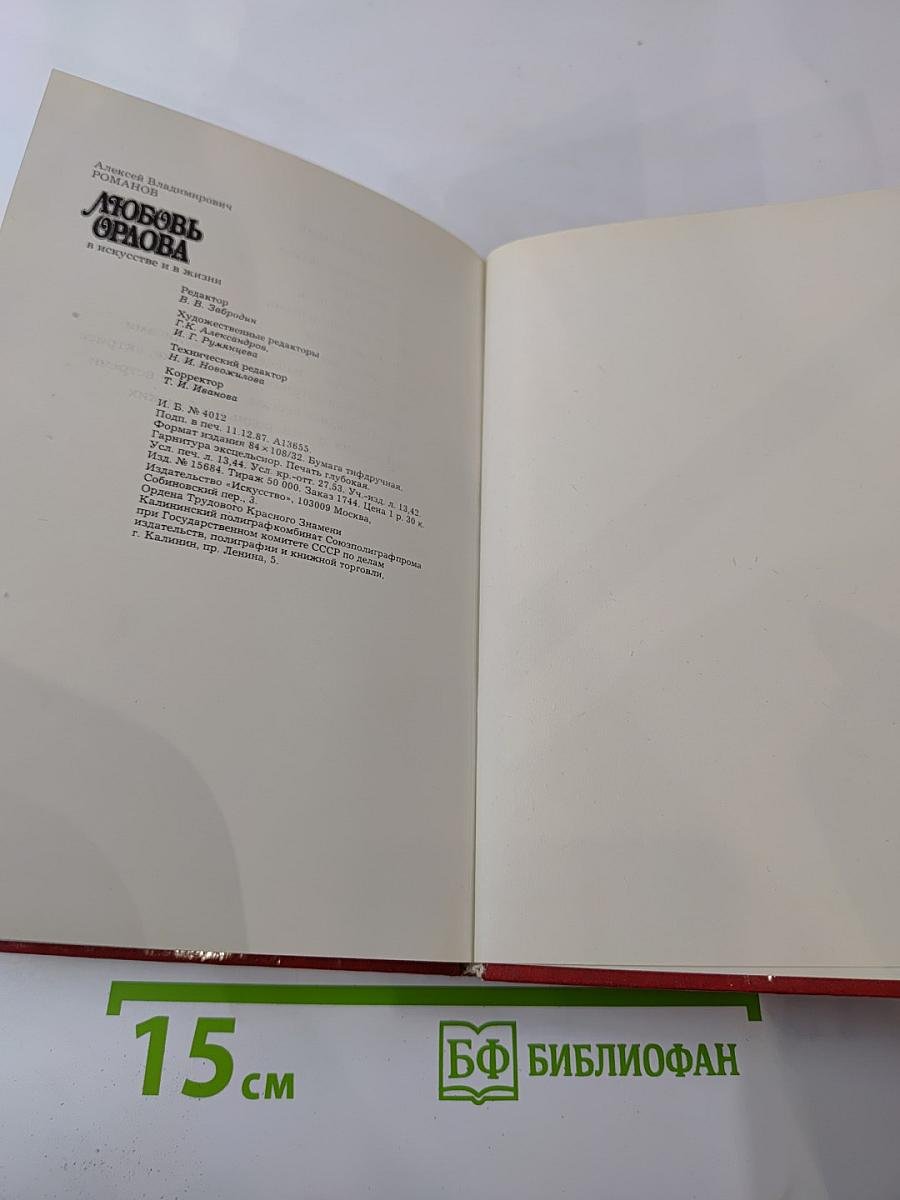 Алексей Владимирович
РОМАНОВ
ЛЮБОВЬ
ОРЛОВА
в искусстве и в жизни
Редактор
В. В. Забродин
Художественные редакторы
Г.К. Александров,
И. Г. Румянцева
Технический редактор
Н. И. Новожилова
Корректор
Т. И. Иванова
И. Б. № 4012
Подп. в печ. 11.12.87. А13655.
Формат издания 84×108/32. Бумага тифдручная.
Гарнитура эксцельсиор. Печать глубокая.
Усл. печ. л. 13,44. Усл. кр.-отт. 27,53. Уч.-изд. л. 13,42.
Изд. № 15684. Тираж 50 000. Заказ 1744. Цена 1 р. 30 к.
Издательство «Искусство», 103009 Москва,
Собиновский пер., 3.
Ордена Трудового Красного Знамени
Калининский полиграфкомбинат Союзполиграфпрома
при Государственном комитете СССР по делам
издательств, полиграфии и книжной торговли,
г. Калинин, пр. Ленина, 5.
15 см
БФ БИБЛИОФАН